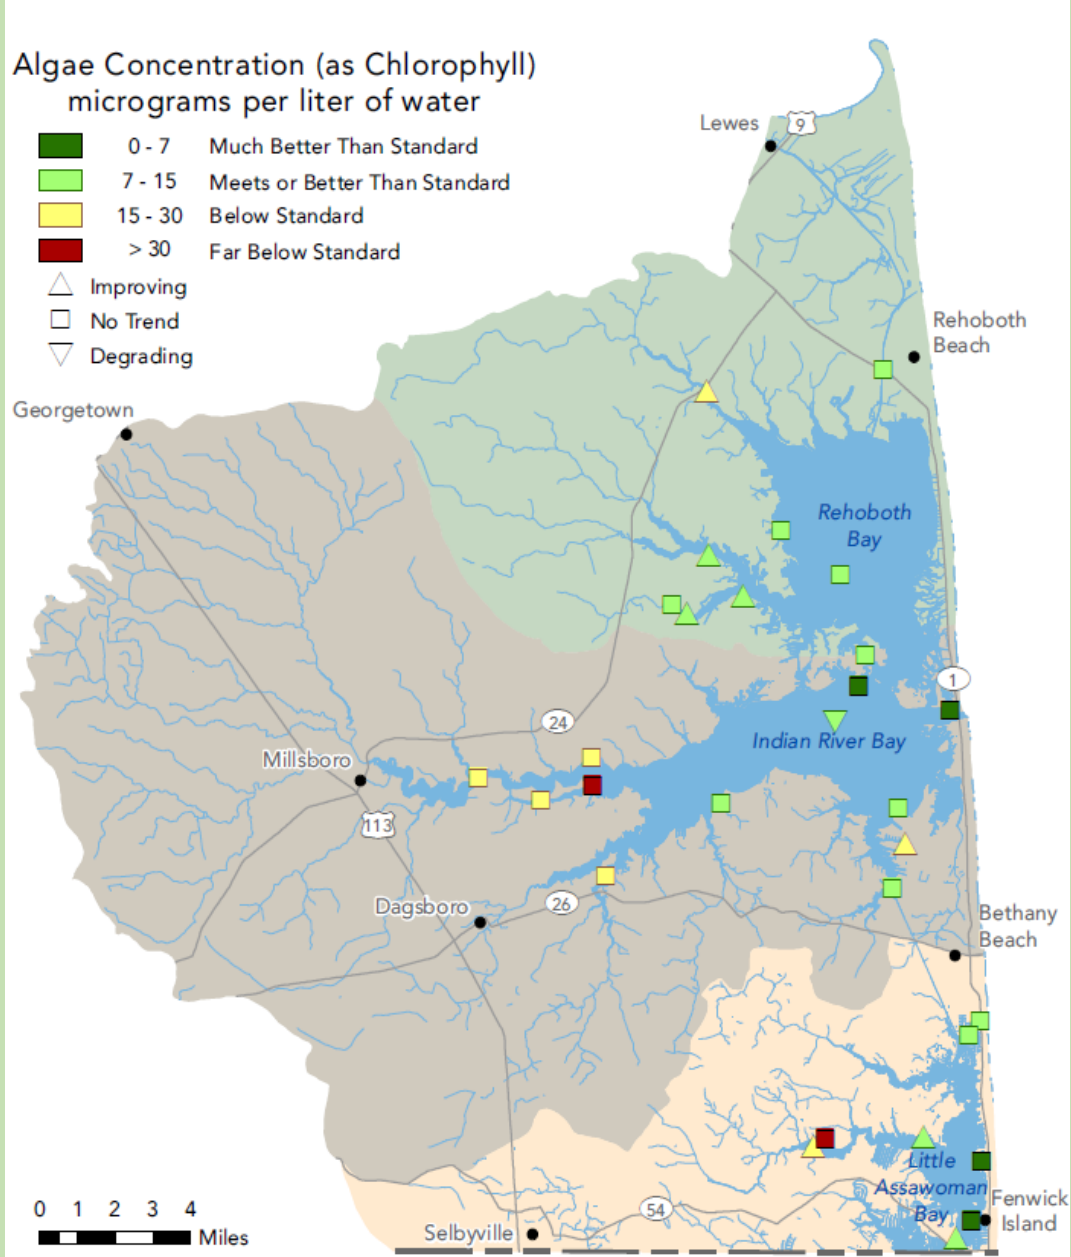 Algae Concentration (as Chlorophyll)
micrograms per liter of water
0 - 7 Much Better Than Standard
7 - 15 Meets or Better Than Standard
15 - 30 Below Standard
> 30 Far Below Standard
Improving
No Trend
Degrading
Lewes
9
Rehoboth
Beach
Georgetown
Rehoboth
Bay
1
24
Indian River Bay
Millsboro
113
Dagsboro
26
Bethany
Beach
Little
Assawoman
Bay
Fenwick
Island
54
Selbyville
0 1 2 3 4
Miles